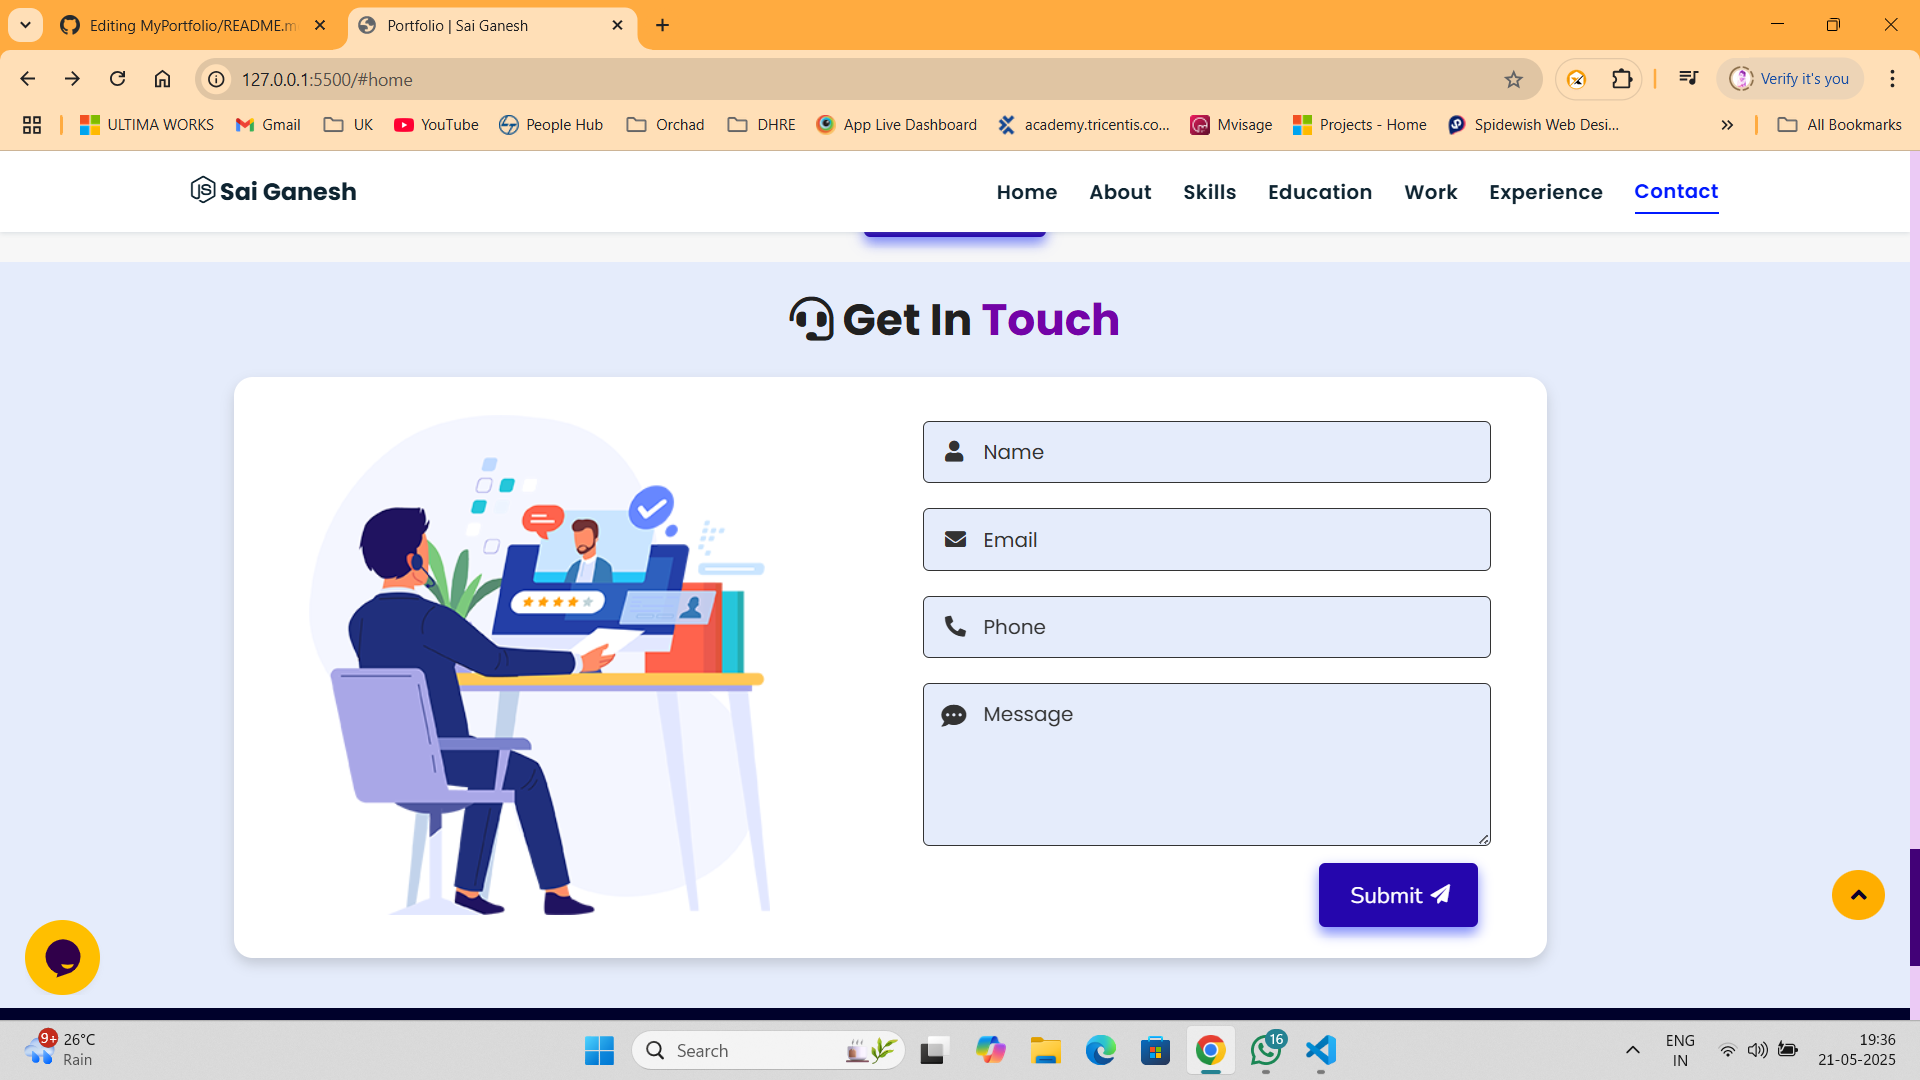 Editing MyPortfolio/README.m
Portfolio | Sai Ganesh
127.0.0.1:5500/#home
Verify it's you
ULTIMA WORKS
Gmail
UK
YouTube
People Hub
Orchad
DHRE
App Live Dashboard
academy.tricentis.co...
Mvisage
Projects - Home
Spidewish Web Desi...
All Bookmarks
JS Sai Ganesh
Home
About
Skills
Education
Work
Experience
Contact
Get In Touch
Name
Email
Phone
Message
Submit
9+
26°C
Rain
Search
16
ENG
IN
19:36
21-05-2025